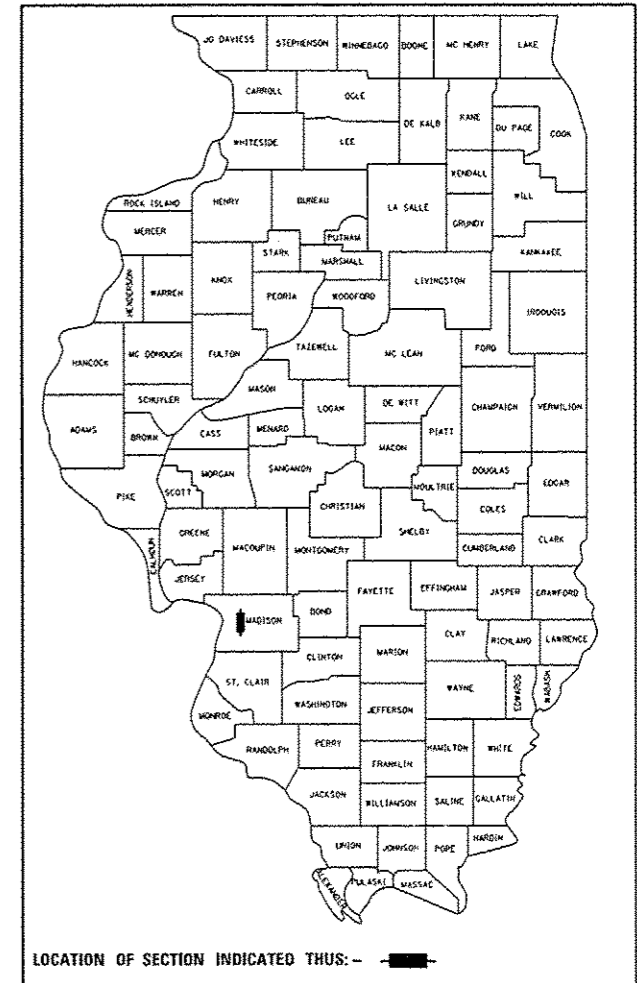 JO DAVIESS STEPHENSON WINNEBAGO BOONE MC HENRY LAKE
CARROLL OGLE DE KALB KANE DU PAGE COOK
WHITESIDE LEE
KENDALL WILL
ROCK ISLAND HENRY BUREAU LA SALLE GRUNDY
MERCER PUTNAM
STARK MARSHALL KANKAKEE
HENDERSON WARREN KNOX PEORIA WOODFORD LIVINGSTON
IROQUOIS
HANCOCK MC DONOUGH FULTON TAZEWELL MC LEAN FORD
MASON
SCHUYLER LOGAN DE WITT CHAMPAIGN VERMILION
ADAMS BROWN CASS MENARD PIATT
MACON
MORGAN SANGAMON DOUGLAS EDGAR
PIKE SCOTT CHRISTIAN MOULTRIE
COLES
CALHOUN GREENE MACOUPIN MONTGOMERY SHELBY CUMBERLAND CLARK
JERSEY
FAYETTE EFFINGHAM JASPER CRAWFORD
MADISON BOND
CLAY RICHLAND LAWRENCE
CLINTON MARION
ST. CLAIR WAYNE EDWARDS WABASH
WASHINGTON JEFFERSON
MONROE
RANDOLPH PERRY HAMILTON WHITE
FRANKLIN
JACKSON WILLIAMSON SALINE GALLATIN
UNION JOHNSON POPE HARDIN
ALEXANDER PULASKI MASSAC
LOCATION OF SECTION INDICATED THUS: -